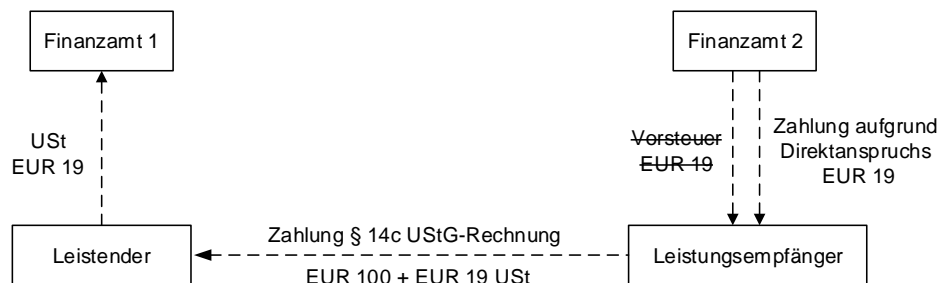 Finanzamt 1
Finanzamt 2
USt
EUR 19
Vorsteuer
EUR 19
Zahlung aufgrund
Direktanspruchs
EUR 19
Leistender
Zahlung § 14c UStG-Rechnung
EUR 100 + EUR 19 USt
Leistungsempfänger